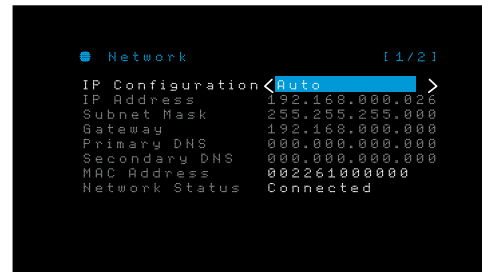 Network [1/2]
IP Configuration Auto
IP Address 192.168.000.026
Subnet Mask 255.255.255.000
Gateway 192.168.000.000
Primary DNS 000.000.000.000
Secondary DNS 000.000.000.000
MAC Address 002261000000
Network Status Connected